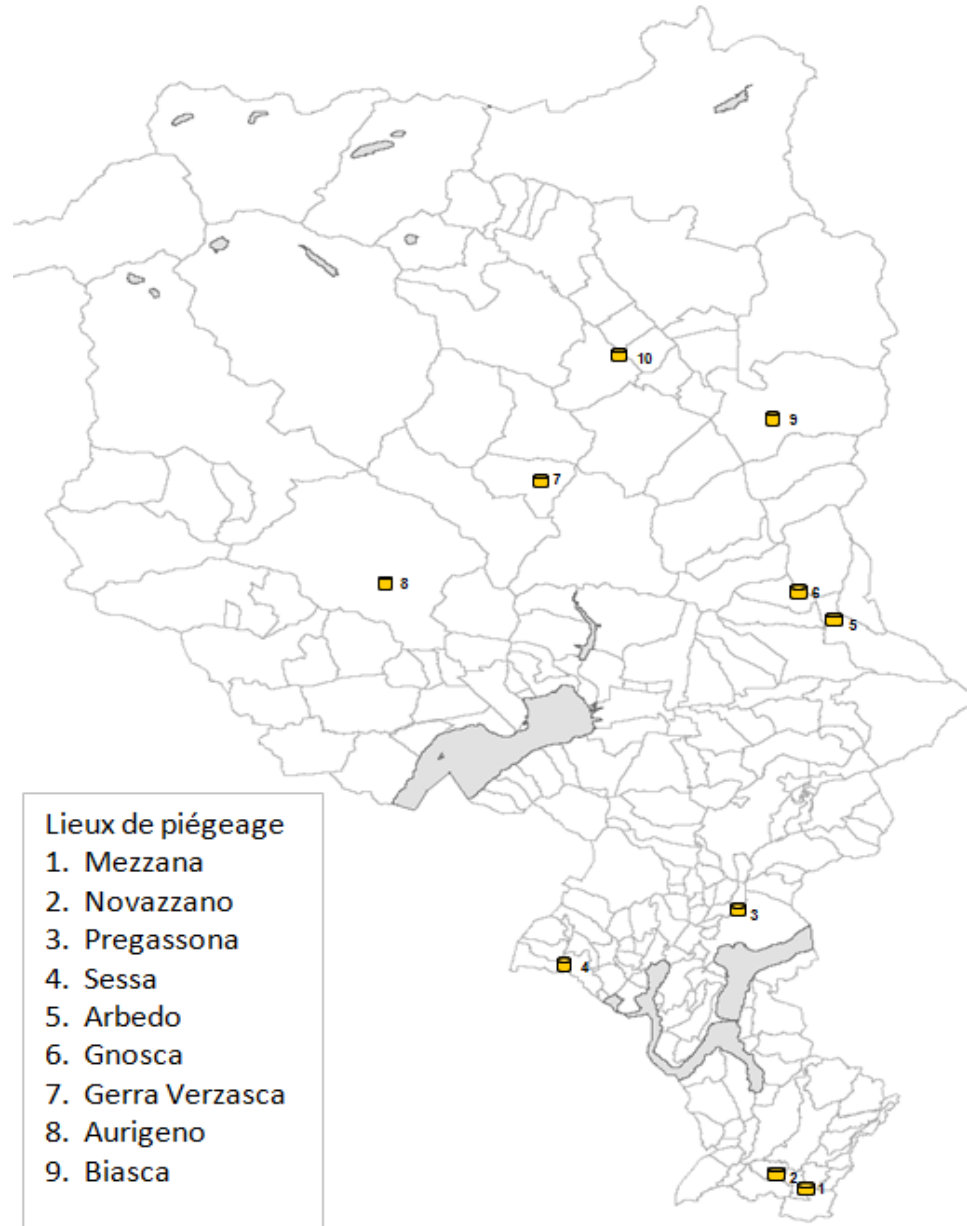 10
9
7
8
6
5
3
4
2
1
Lieux de piégeage
1. Mezzana
2. Novazzano
3. Pregassona
4. Sessa
5. Arbedo
6. Gnosca
7. Gerra Verzasca
8. Aurigeno
9. Biasca